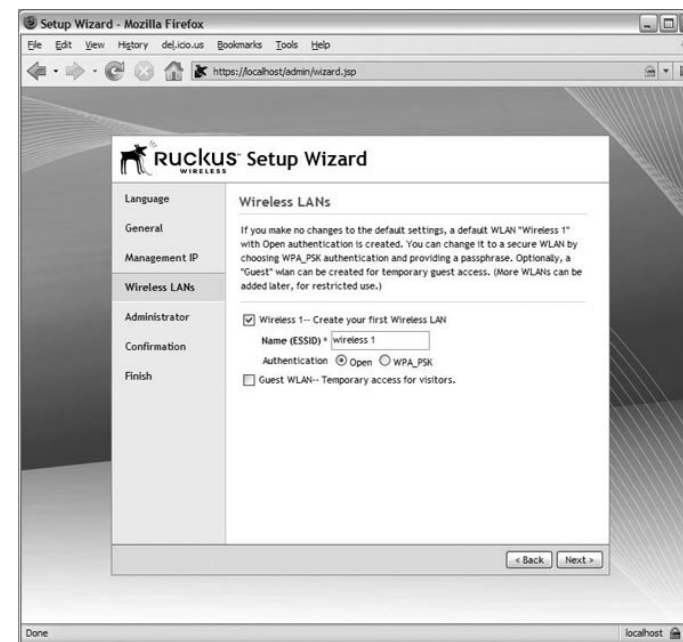 Setup Wizard - Mozilla Firefox
File Edit View History del.icio.us Bookmarks Tools Help
https://localhost/admin/wizard.jsp
RUCKUS WIRELESS Setup Wizard
Language
General
Management IP
Wireless LANs
Administrator
Confirmation
Finish
Wireless LANs
If you make no changes to the default settings, a default WLAN "Wireless 1"
with Open authentication is created. You can change it to a secure WLAN by
choosing WPA_PSK authentication and providing a passphrase. Optionally, a
"Guest" wlan can be created for temporary guest access. (More WLANs can be
added later, for restricted use.)
Wireless 1-- Create your first Wireless LAN
Name (ESSID) * wireless 1
Authentication Open WPA_PSK
Guest WLAN-- Temporary access for visitors.
< Back Next >
Done localhost